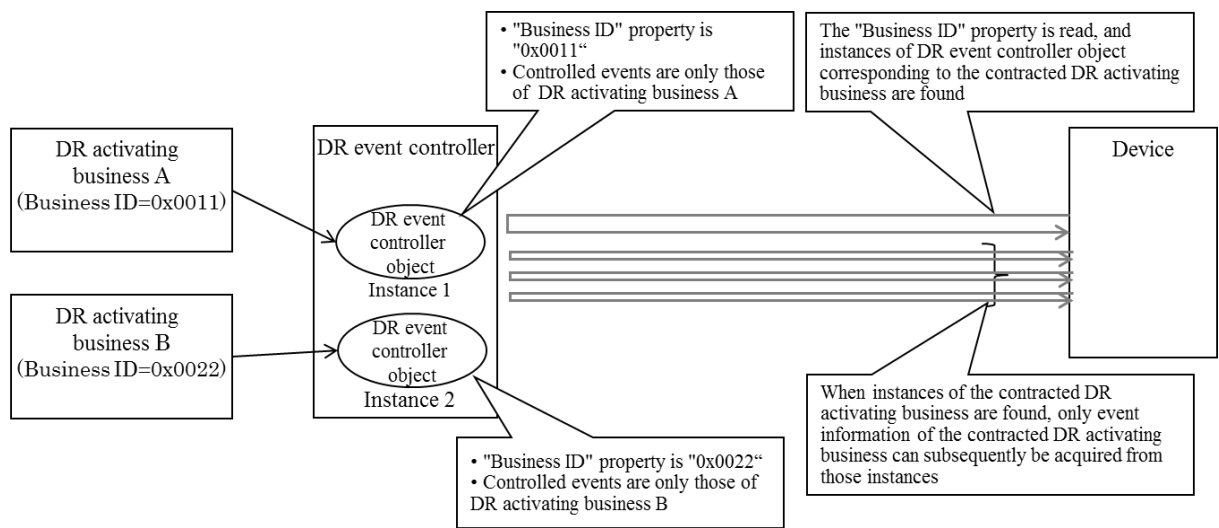 • "Business ID" property is
"0x0011“
• Controlled events are only those
of DR activating business A
The "Business ID" property is read, and
instances of DR event controller object
corresponding to the contracted DR activating
business are found
DR activating
business A
(Business ID=0x0011)
DR event controller
Device
DR event
controller
object
Instance 1
DR activating
business B
(Business ID=0x0022)
DR event
controller
object
Instance 2
When instances of the contracted DR
activating business are found, only event
information of the contracted DR activating
business can subsequently be acquired from
those instances
• "Business ID" property is "0x0022“
• Controlled events are only those of
DR activating business B